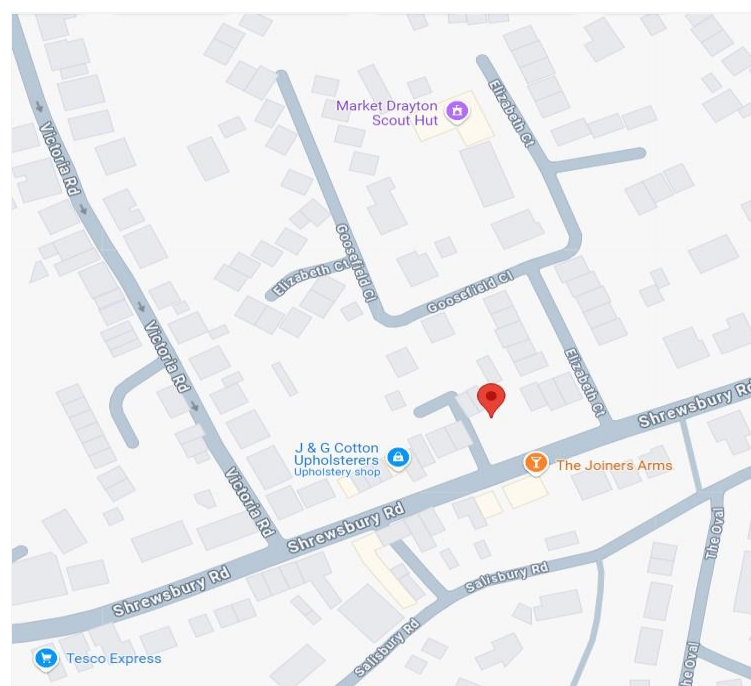 Market Drayton
Scout Hut
Elizabeth Ct
Victoria Rd
Goosefield Cl
Elizabeth Ct
Goosefield Cl
Victoria Rd
Elizabeth Ct
Shrewsbury Rd
J & G Cotton
Upholsterers
Upholstery shop
The Joiners Arms
Victoria Rd
Shrewsbury Rd
The Oval
Salisbury Rd
Shrewsbury Rd
Salisbury Rd
The Oval
Tesco Express